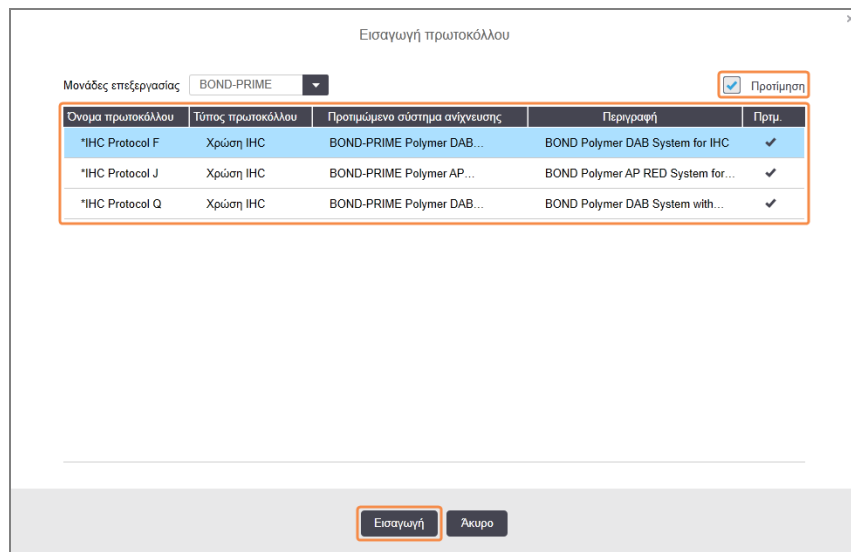 Εισαγωγή πρωτοκόλλου
Μονάδες επεξεργασίας BOND-PRIME Προτίμηση
Όνομα πρωτοκόλλου Τύπος πρωτοκόλλου Προτιμώμενο σύστημα ανίχνευσης Περιγραφή Πρτμ.
*IHC Protocol F Χρώση IHC BOND-PRIME Polymer DAB... BOND Polymer DAB System for IHC
*IHC Protocol J Χρώση IHC BOND-PRIME Polymer AP... BOND Polymer AP RED System for...
*IHC Protocol Q Χρώση IHC BOND-PRIME Polymer DAB... BOND Polymer DAB System with...
Εισαγωγή Άκυρο